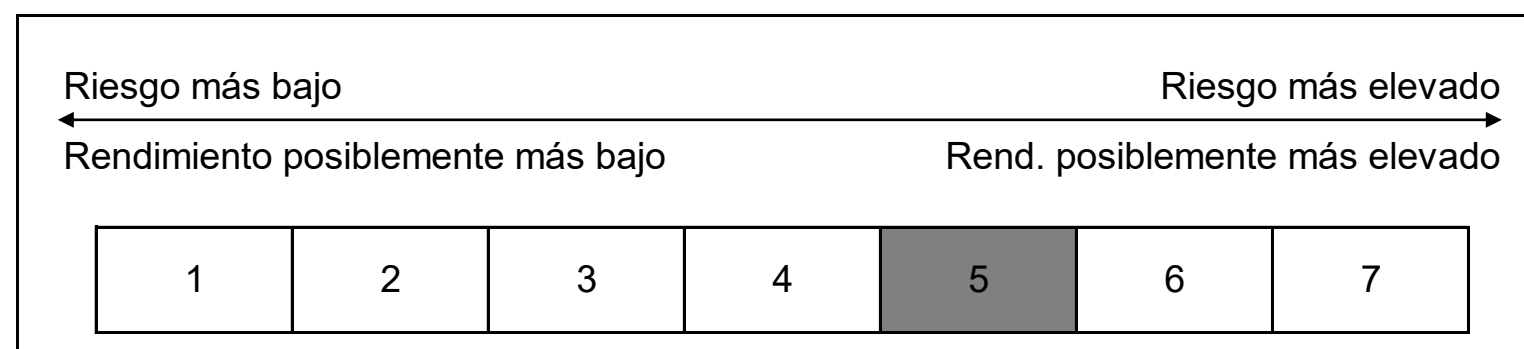 Riesgo más bajo Riesgo más elevado
Rendimiento posiblemente más bajo Rend. posiblemente más elevado
1 2 3 4 5 6 7